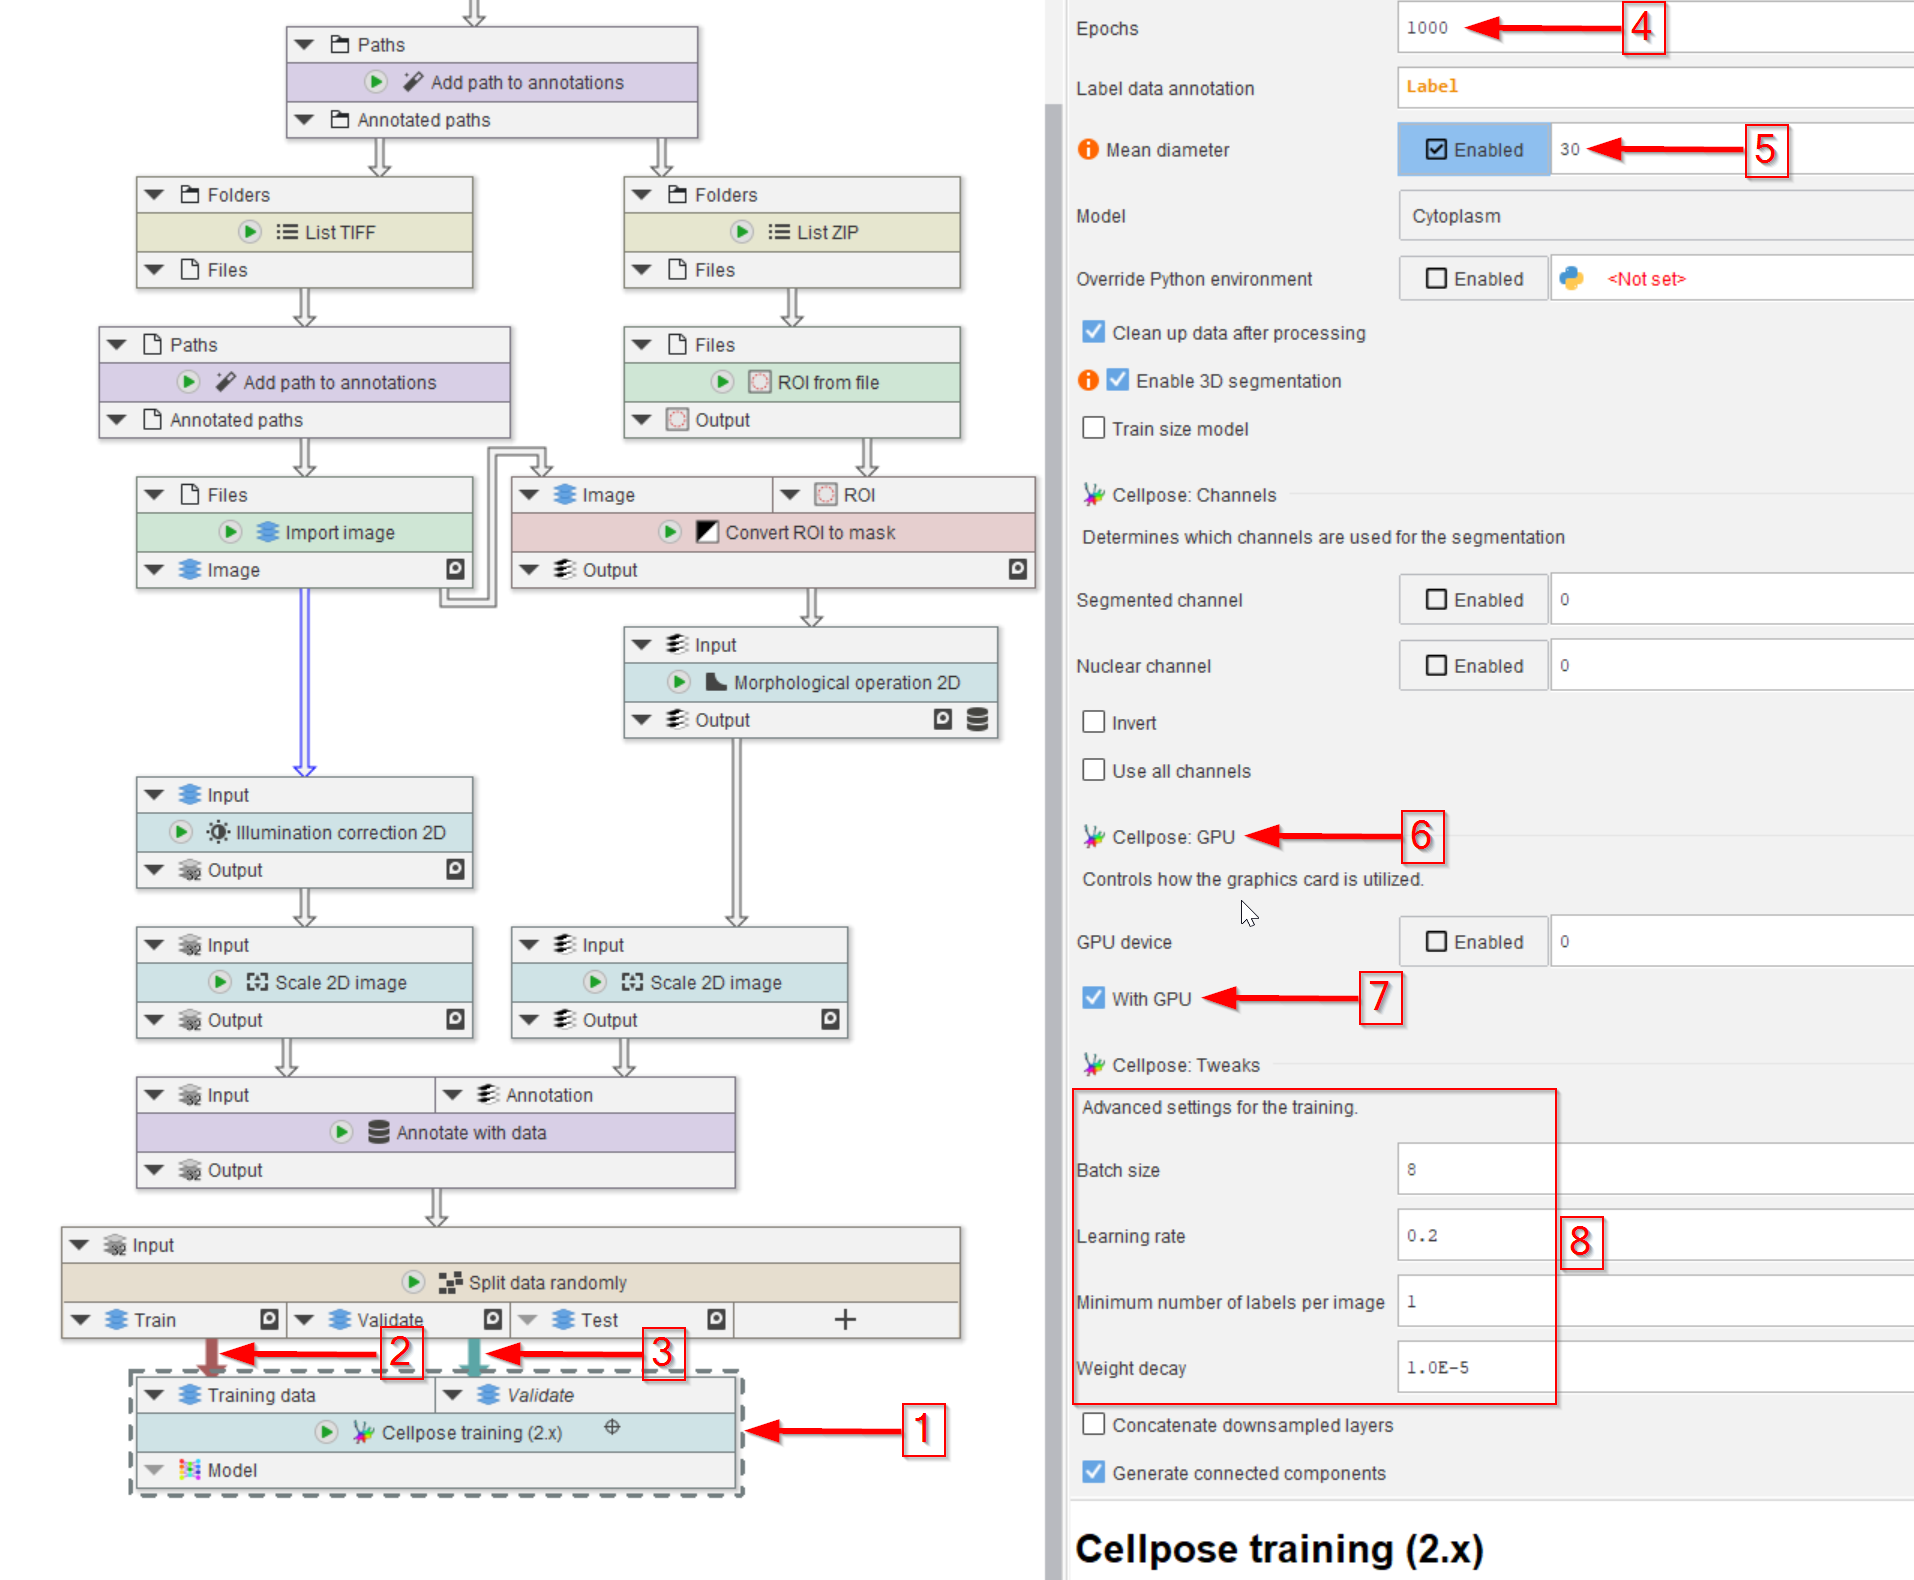 Paths
Add path to annotations
Annotated paths
Folders
List TIFF
Files
Folders
List ZIP
Files
Paths
Add path to annotations
Annotated paths
Files
ROI from file
Output
Files
Import image
Image
Image
ROI
Convert ROI to mask
Output
Input
Morphological operation 2D
Output
Input
Illumination correction 2D
32 Output
32 Input
Scale 2D image
32 Output
Input
Scale 2D image
Output
32 Input
Annotation
Annotate with data
32 Output
32 Input
Split data randomly
Train
Validate
Test
+
2
3
Training data
Validate
Cellpose training (2.x)
Model
1
Epochs
1000
4
Label data annotation
Label
Mean diameter
Enabled
30
5
Model
Cytoplasm
Override Python environment
Enabled
<Not set>
Clean up data after processing
Enable 3D segmentation
Train size model
Cellpose: Channels
Determines which channels are used for the segmentation
Segmented channel
Enabled
0
Nuclear channel
Enabled
0
Invert
Use all channels
Cellpose: GPU
6
Controls how the graphics card is utilized.
GPU device
Enabled
0
With GPU
7
Cellpose: Tweaks
Advanced settings for the training.
Batch size
8
Learning rate
0.2
8
Minimum number of labels per image
1
Weight decay
1.0E-5
Concatenate downsampled layers
Generate connected components
Cellpose training (2.x)